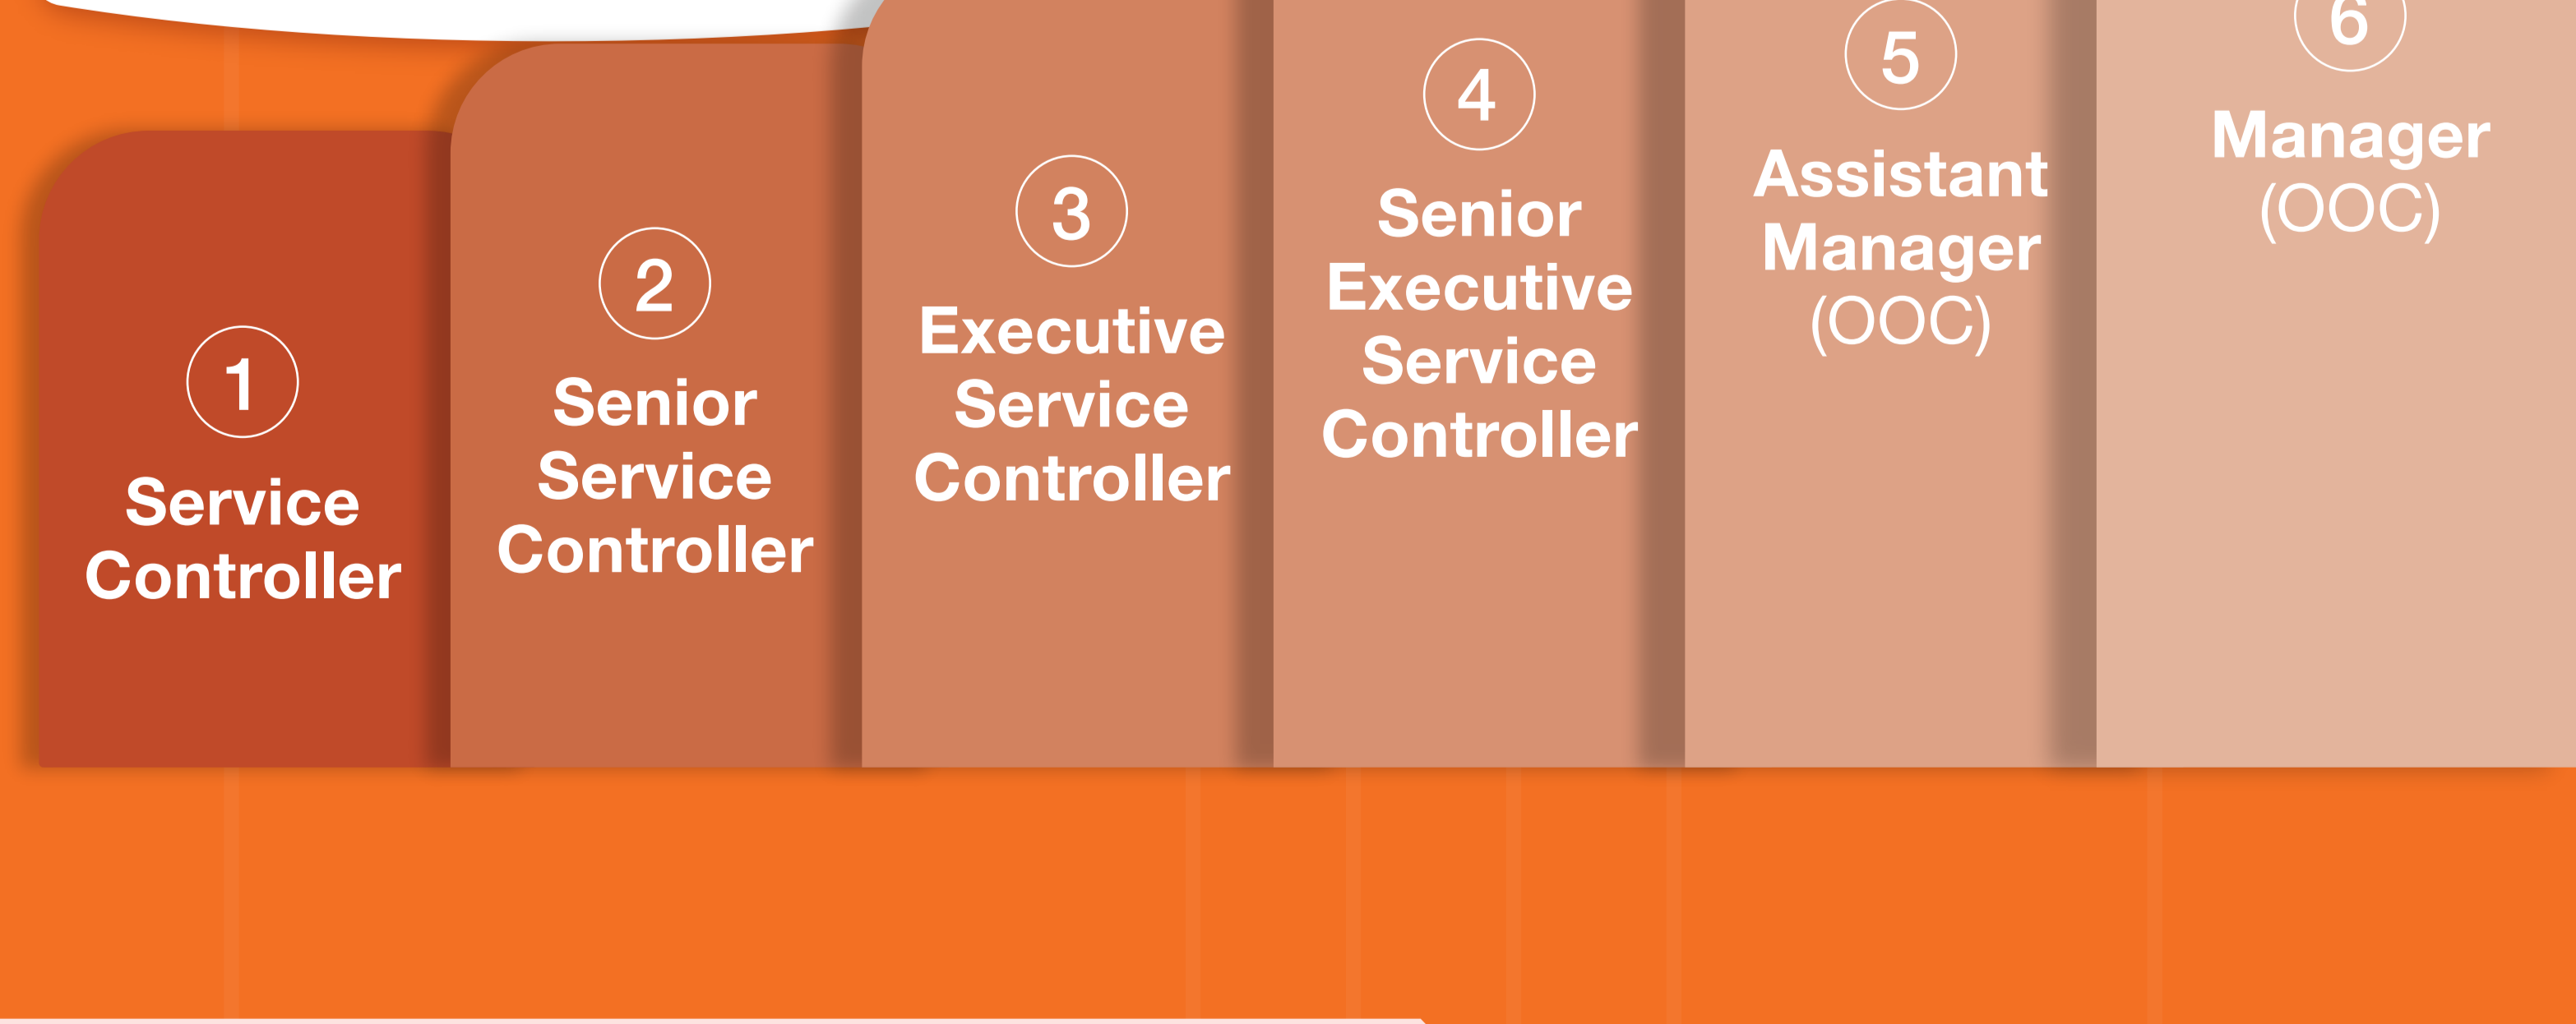 1
Service
Controller
2
Senior
Service
Controller
3
Executive
Service
Controller
4
Senior
Executive
Service
Controller
5
Assistant
Manager
(OOC)
6
Manager
(OOC)